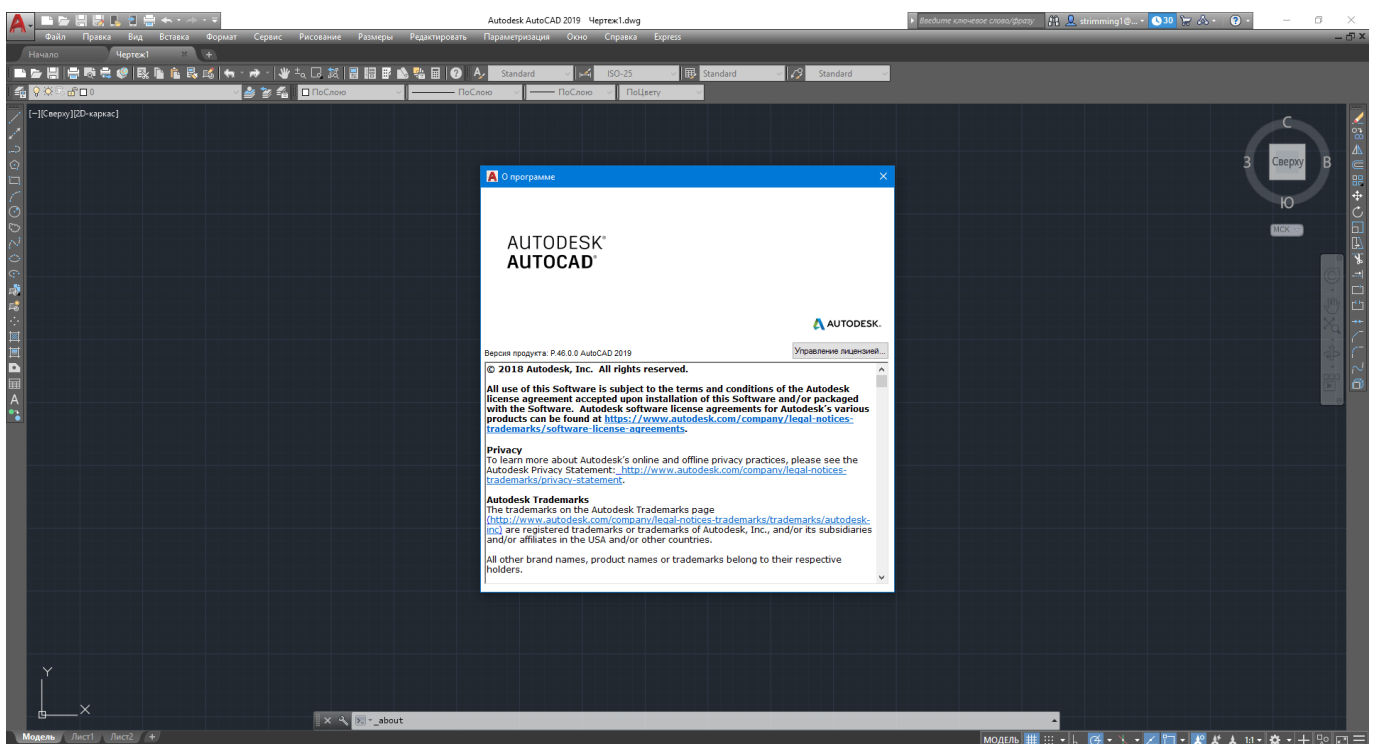 Autodesk AutoCAD 2019 Чертеж1.dwg
Введите ключевое слово/фразу
strimming1@...
30
Файл Правка Вид Вставка Формат Сервис Рисование Размеры Редактировать Параметризация Окно Справка Express
Начало Чертеж1
Standard ISO-25 Standard Standard
0 ПоСлою ПоСлою ПоСлою ПоЦвету
[−][Сверху][2D-каркас]
С
З Сверху В
Ю
МСК
О программе
AUTODESK®
AUTOCAD®
AUTODESK.
Управление лицензией...
Версия продукта: P.46.0.0 AutoCAD 2019
© 2018 Autodesk, Inc. All rights reserved.
All use of this Software is subject to the terms and conditions of the Autodesk
license agreement accepted upon installation of this Software and/or packaged
with the Software. Autodesk software license agreements for Autodesk's various
products can be found at https://www.autodesk.com/company/legal-notices-
trademarks/software-license-agreements.
Privacy
To learn more about Autodesk's online and offline privacy practices, please see the
Autodesk Privacy Statement: http://www.autodesk.com/company/legal-notices-
trademarks/privacy-statement.
Autodesk Trademarks
The trademarks on the Autodesk Trademarks page
(http://www.autodesk.com/company/legal-notices-trademarks/trademarks/autodesk-
inc) are registered trademarks or trademarks of Autodesk, Inc., and/or its subsidiaries
and/or affiliates in the USA and/or other countries.
All other brand names, product names or trademarks belong to their respective
holders.
Y
X
_about
Модель Лист1 Лист2 +
МОДЕЛЬ 1:1